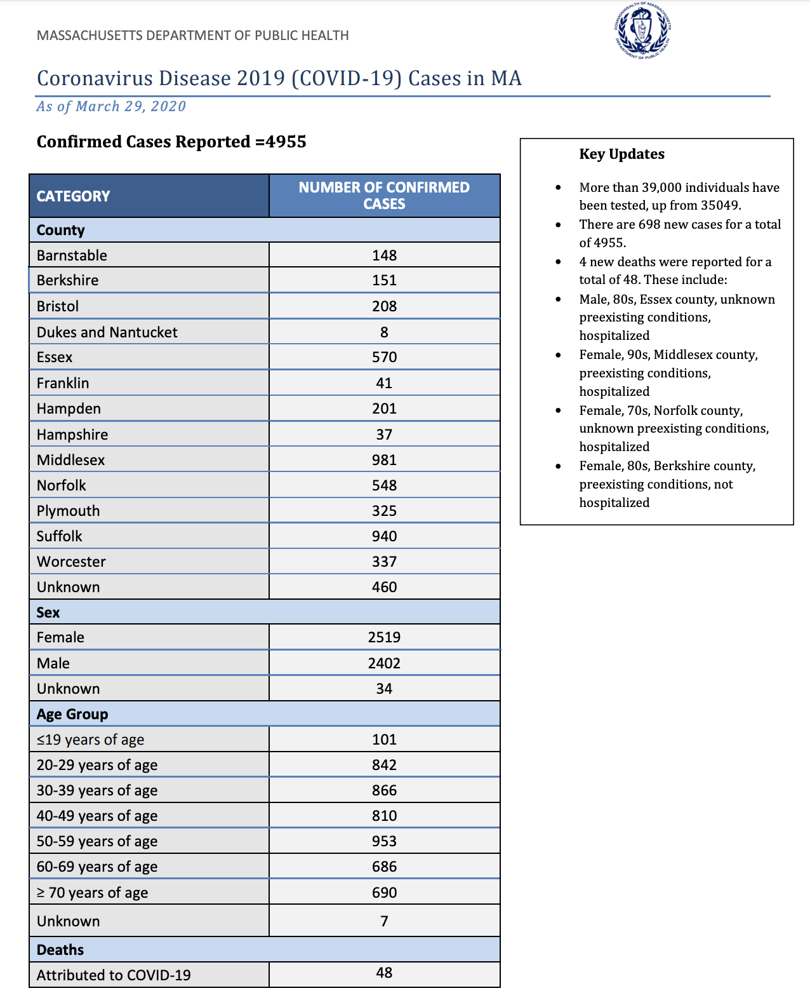 COMMONWEALTH OF MASSACHUSETTS
DEPARTMENT OF PUBLIC HEALTH
MASSACHUSETTS DEPARTMENT OF PUBLIC HEALTH
Coronavirus Disease 2019 (COVID-19) Cases in MA
As of March 29, 2020
Confirmed Cases Reported =4955
CATEGORY NUMBER OF CONFIRMED
CASES
County
Barnstable 148
Berkshire 151
Bristol 208
Dukes and Nantucket 8
Essex 570
Franklin 41
Hampden 201
Hampshire 37
Middlesex 981
Norfolk 548
Plymouth 325
Suffolk 940
Worcester 337
Unknown 460
Sex
Female 2519
Male 2402
Unknown 34
Age Group
≤19 years of age 101
20-29 years of age 842
30-39 years of age 866
40-49 years of age 810
50-59 years of age 953
60-69 years of age 686
≥ 70 years of age 690
Unknown 7
Deaths
Attributed to COVID-19 48
Key Updates
• More than 39,000 individuals have
been tested, up from 35049.
• There are 698 new cases for a total
of 4955.
• 4 new deaths were reported for a
total of 48. These include:
• Male, 80s, Essex county, unknown
preexisting conditions,
hospitalized
• Female, 90s, Middlesex county,
preexisting conditions,
hospitalized
• Female, 70s, Norfolk county,
unknown preexisting conditions,
hospitalized
• Female, 80s, Berkshire county,
preexisting conditions, not
hospitalized